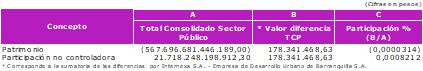 (Cifras en pesos)
Concepto
A
B
C
Total Consolidado Sector Público
* Valor diferencia TCP
Participación % (B/A)
Patrimonio (567.696.681.446.189,00) 178.341.468,63 (0,0000314)
Participación no controladora 21.718.248.198.912,30 178.341.468,63 0,0008212
* Corresponde a la sumatoria de las diferencias por Internexa S.A. - Empresa de Desarrollo Urbano de Barranquilla S.A.